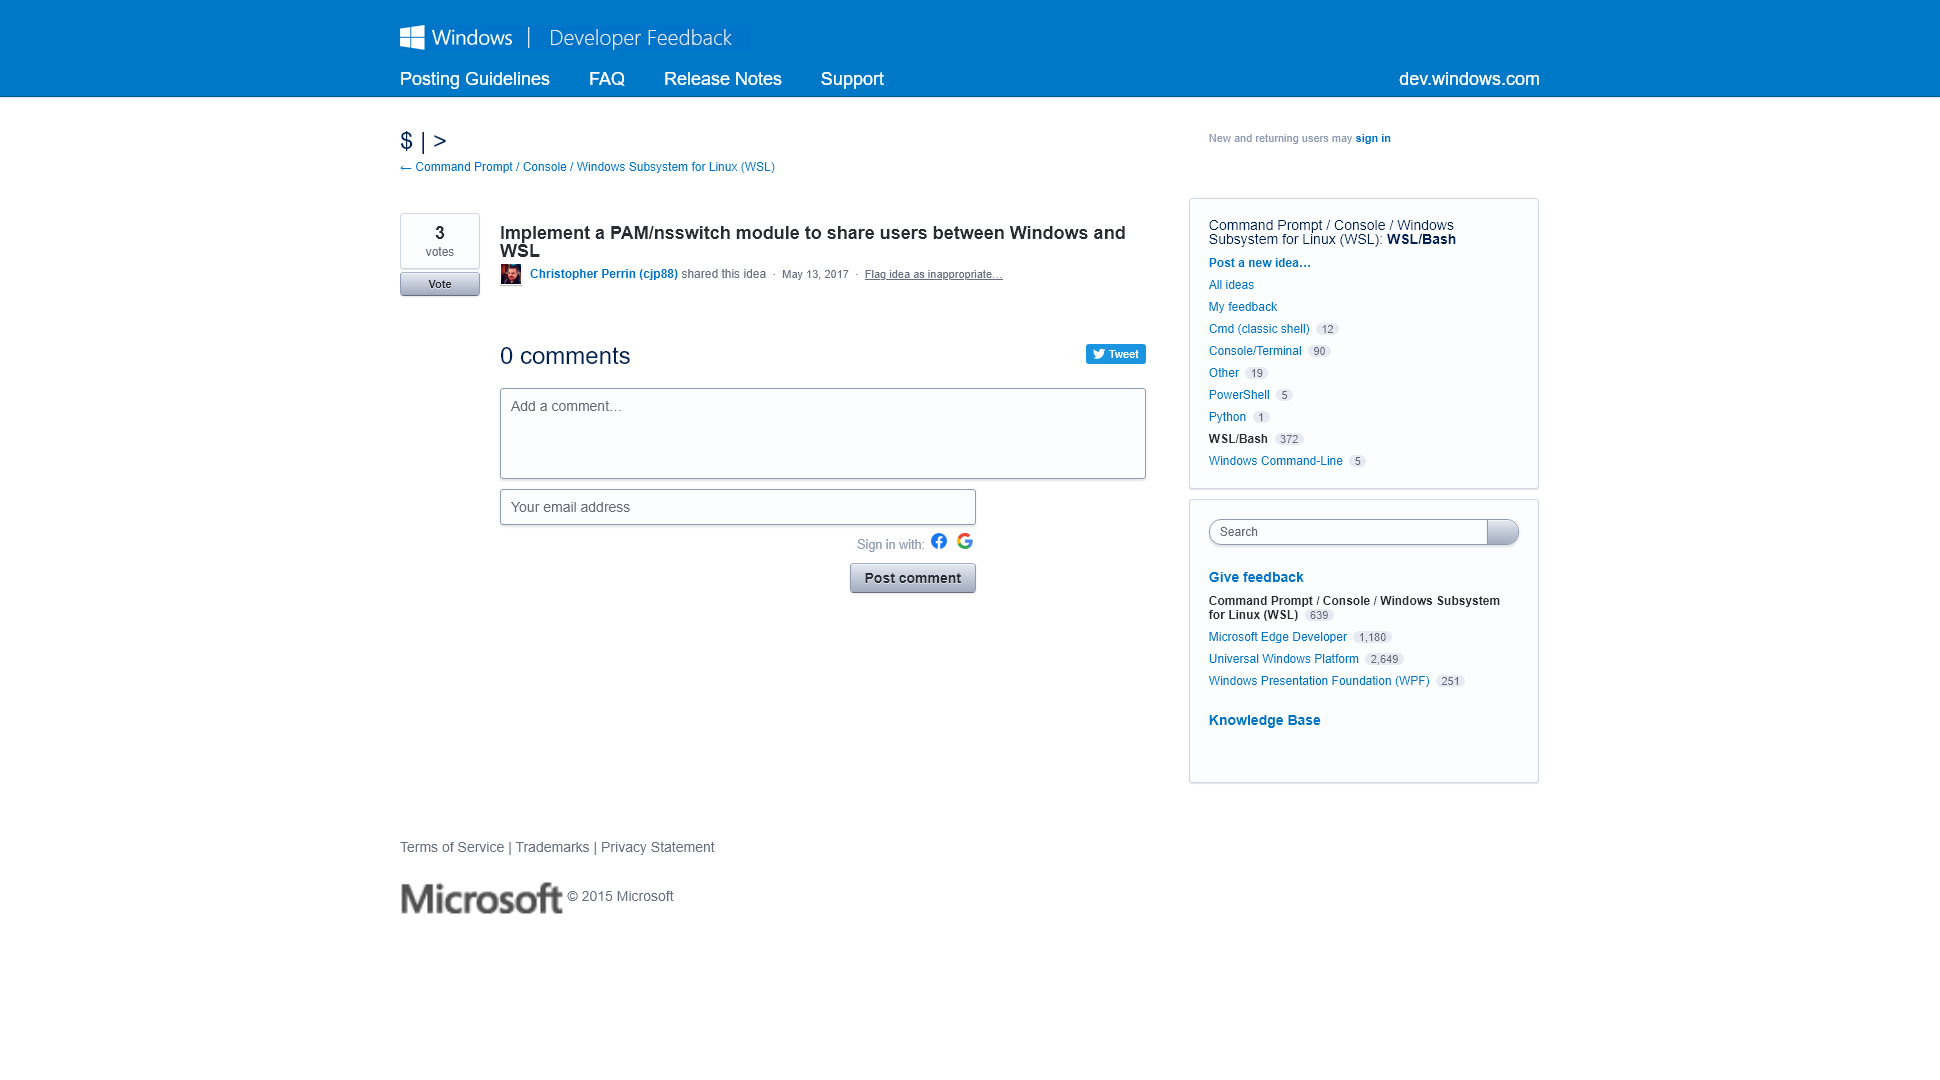 Windows | Developer Feedback
Posting Guidelines FAQ Release Notes Support dev.windows.com
$ | >
← Command Prompt / Console / Windows Subsystem for Linux (WSL)
New and returning users may sign in
3
votes
Vote
Implement a PAM/nsswitch module to share users between Windows and
WSL
Christopher Perrin (cjp88) shared this idea · May 13, 2017 · Flag idea as inappropriate…
0 comments
Tweet
Add a comment…
Your email address
Sign in with:
Post comment
Command Prompt / Console / Windows
Subsystem for Linux (WSL): WSL/Bash
Post a new idea…
All ideas
My feedback
Cmd (classic shell) 12
Console/Terminal 90
Other 19
PowerShell 5
Python 1
WSL/Bash 372
Windows Command-Line 5
Search
Give feedback
Command Prompt / Console / Windows Subsystem
for Linux (WSL) 639
Microsoft Edge Developer 1,180
Universal Windows Platform 2,649
Windows Presentation Foundation (WPF) 251
Knowledge Base
Terms of Service | Trademarks | Privacy Statement
Microsoft © 2015 Microsoft